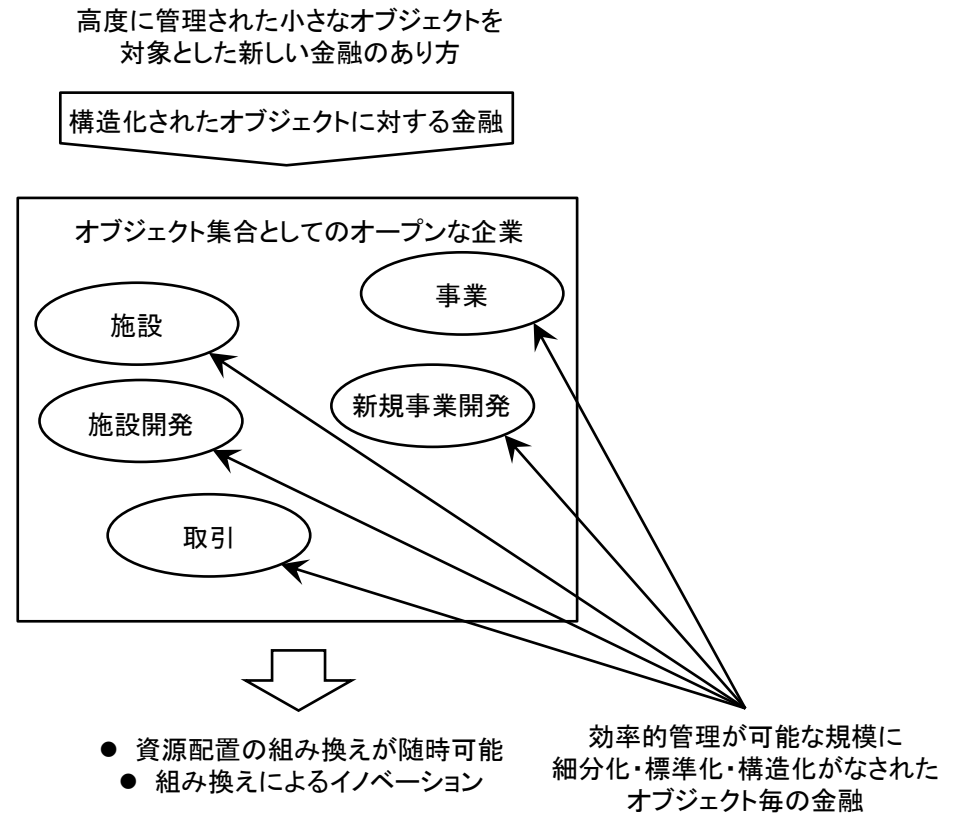 高度に管理された小さなオブジェクトを
対象とした新しい金融のあり方
構造化されたオブジェクトに対する金融
オブジェクト集合としてのオープンな企業
事業
施設
新規事業開発
施設開発
取引
● 資源配置の組み換えが随時可能
● 組み換えによるイノベーション
効率的管理が可能な規模に
細分化・標準化・構造化がなされた
オブジェクト毎の金融